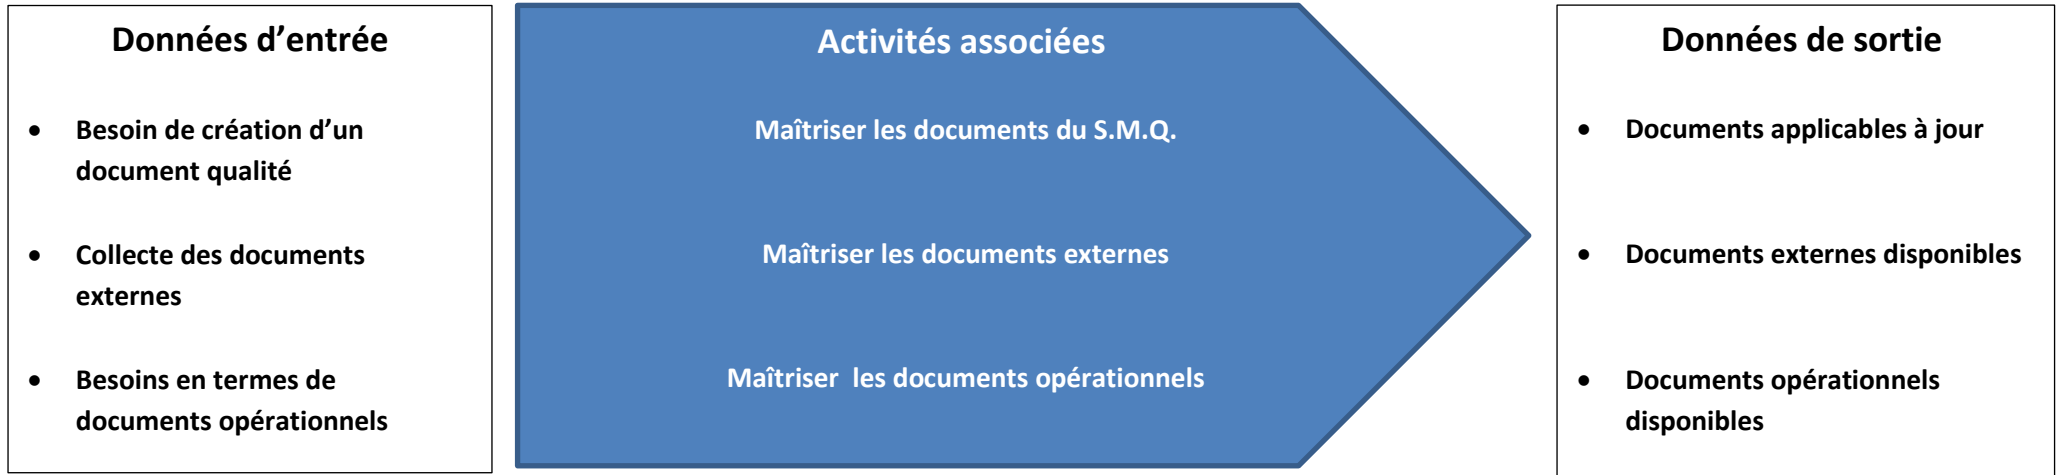 Données d’entrée
• Besoin de création d’un
document qualité
• Collecte des documents
externes
• Besoins en termes de
documents opérationnels
Activités associées
Maîtriser les documents du S.M.Q.
Maîtriser les documents externes
Maîtriser  les documents opérationnels
Données de sortie
• Documents applicables à jour
• Documents externes disponibles
• Documents opérationnels
disponibles